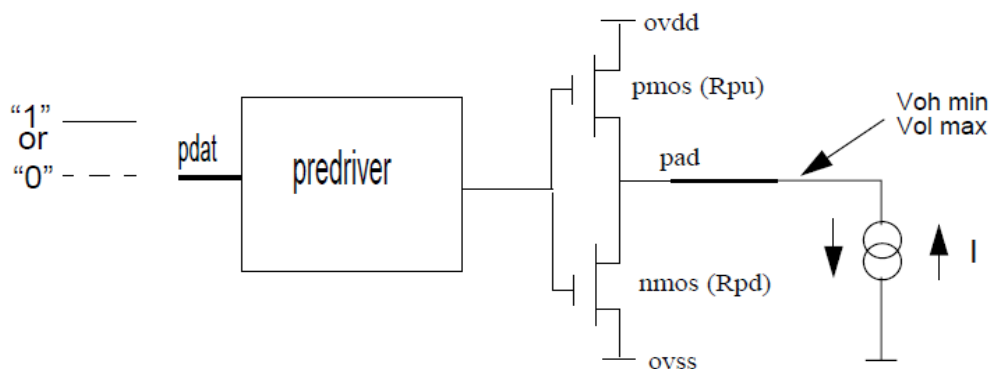 ovdd
pmos (Rpu)
Voh min
Vol max
“1”
or
“0”
pdat
predriver
pad
I
nmos (Rpd)
ovss